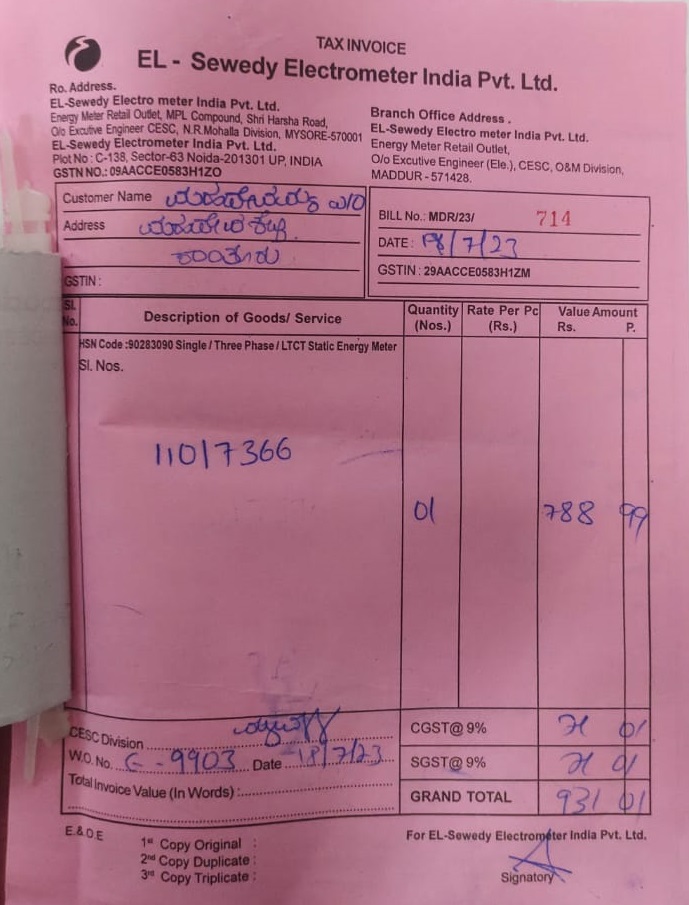 TAX INVOICE
EL - Sewedy Electrometer India Pvt. Ltd.
Ro. Address.
EL-Sewedy Electro meter India Pvt. Ltd.
Energy Meter Retail Outlet, MPL Compound, Shri Harsha Road,
O/o Excutive Engineer CESC, N.R.Mohalla Division, MYSORE-570001
EL-Sewedy Electrometer India Pvt. Ltd.
Plot No : C-138, Sector-63 Noida-201301 UP, INDIA
GSTN NO.: 09AACCE0583H1ZO
Branch Office Address .
EL-Sewedy Electro meter India Pvt. Ltd.
Energy Meter Retail Outlet,
O/o Excutive Engineer (Ele.), CESC, O&M Division,
MADDUR - 571428.
Customer Name
Address
GSTIN :
BILL No.: MDR/23/ 714
DATE : 18/7/23
GSTIN : 29AACCE0583H1ZM
Sl. No. Description of Goods/ Service Quantity (Nos.) Rate Per Pc (Rs.) Value Amount Rs. P.
HSN Code :90283090 Single / Three Phase / LTCT Static Energy Meter
Sl. Nos.
11017366
01 788 99
CESC Division
CGST@ 9% 71 01
W.O. No. Date 18/7/23
SGST@ 9% 71 01
Total Invoice Value (In Words) :
GRAND TOTAL 931 01
E.&.O.E
1st Copy Original :
2nd Copy Duplicate :
3rd Copy Triplicate :
For EL-Sewedy Electrometer India Pvt. Ltd.
Signatory